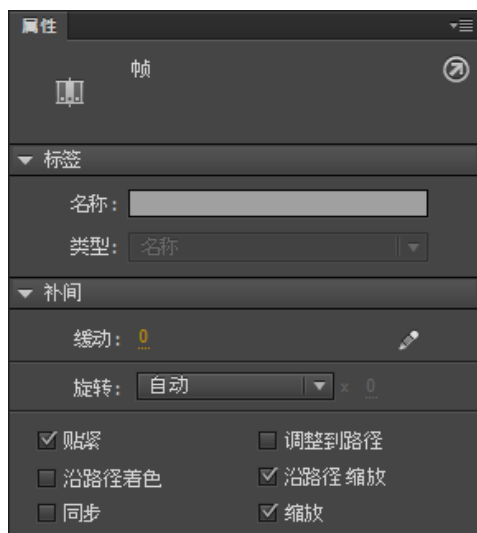 属性
帧
标签
名称:
类型: 名称
补间
缓动: 0
旋转: 自动 x 0
贴紧 调整到路径
沿路径着色 沿路径缩放
同步 缩放